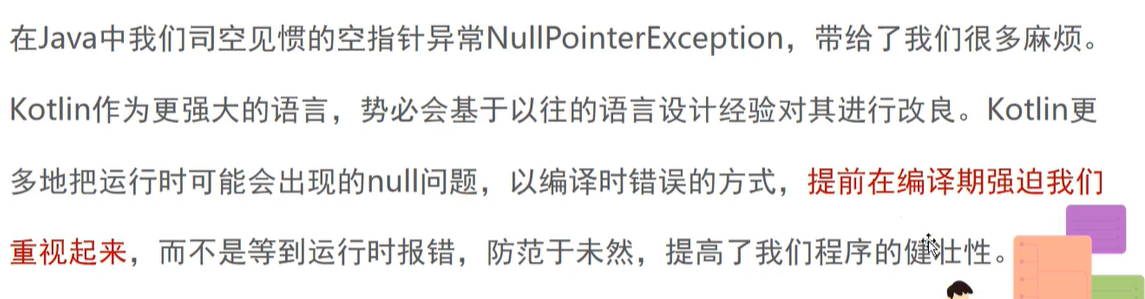 在Java中我们司空见惯的空指针异常NullPointerException，带给了我们很多麻烦。
Kotlin作为更强大的语言，势必会基于以往的语言设计经验对其进行改良。Kotlin更
多地把运行时可能会出现的null问题，以编译时错误的方式，提前在编译期强迫我们
重视起来，而不是等到运行时报错，防范于未然，提高了我们程序的健壮性。